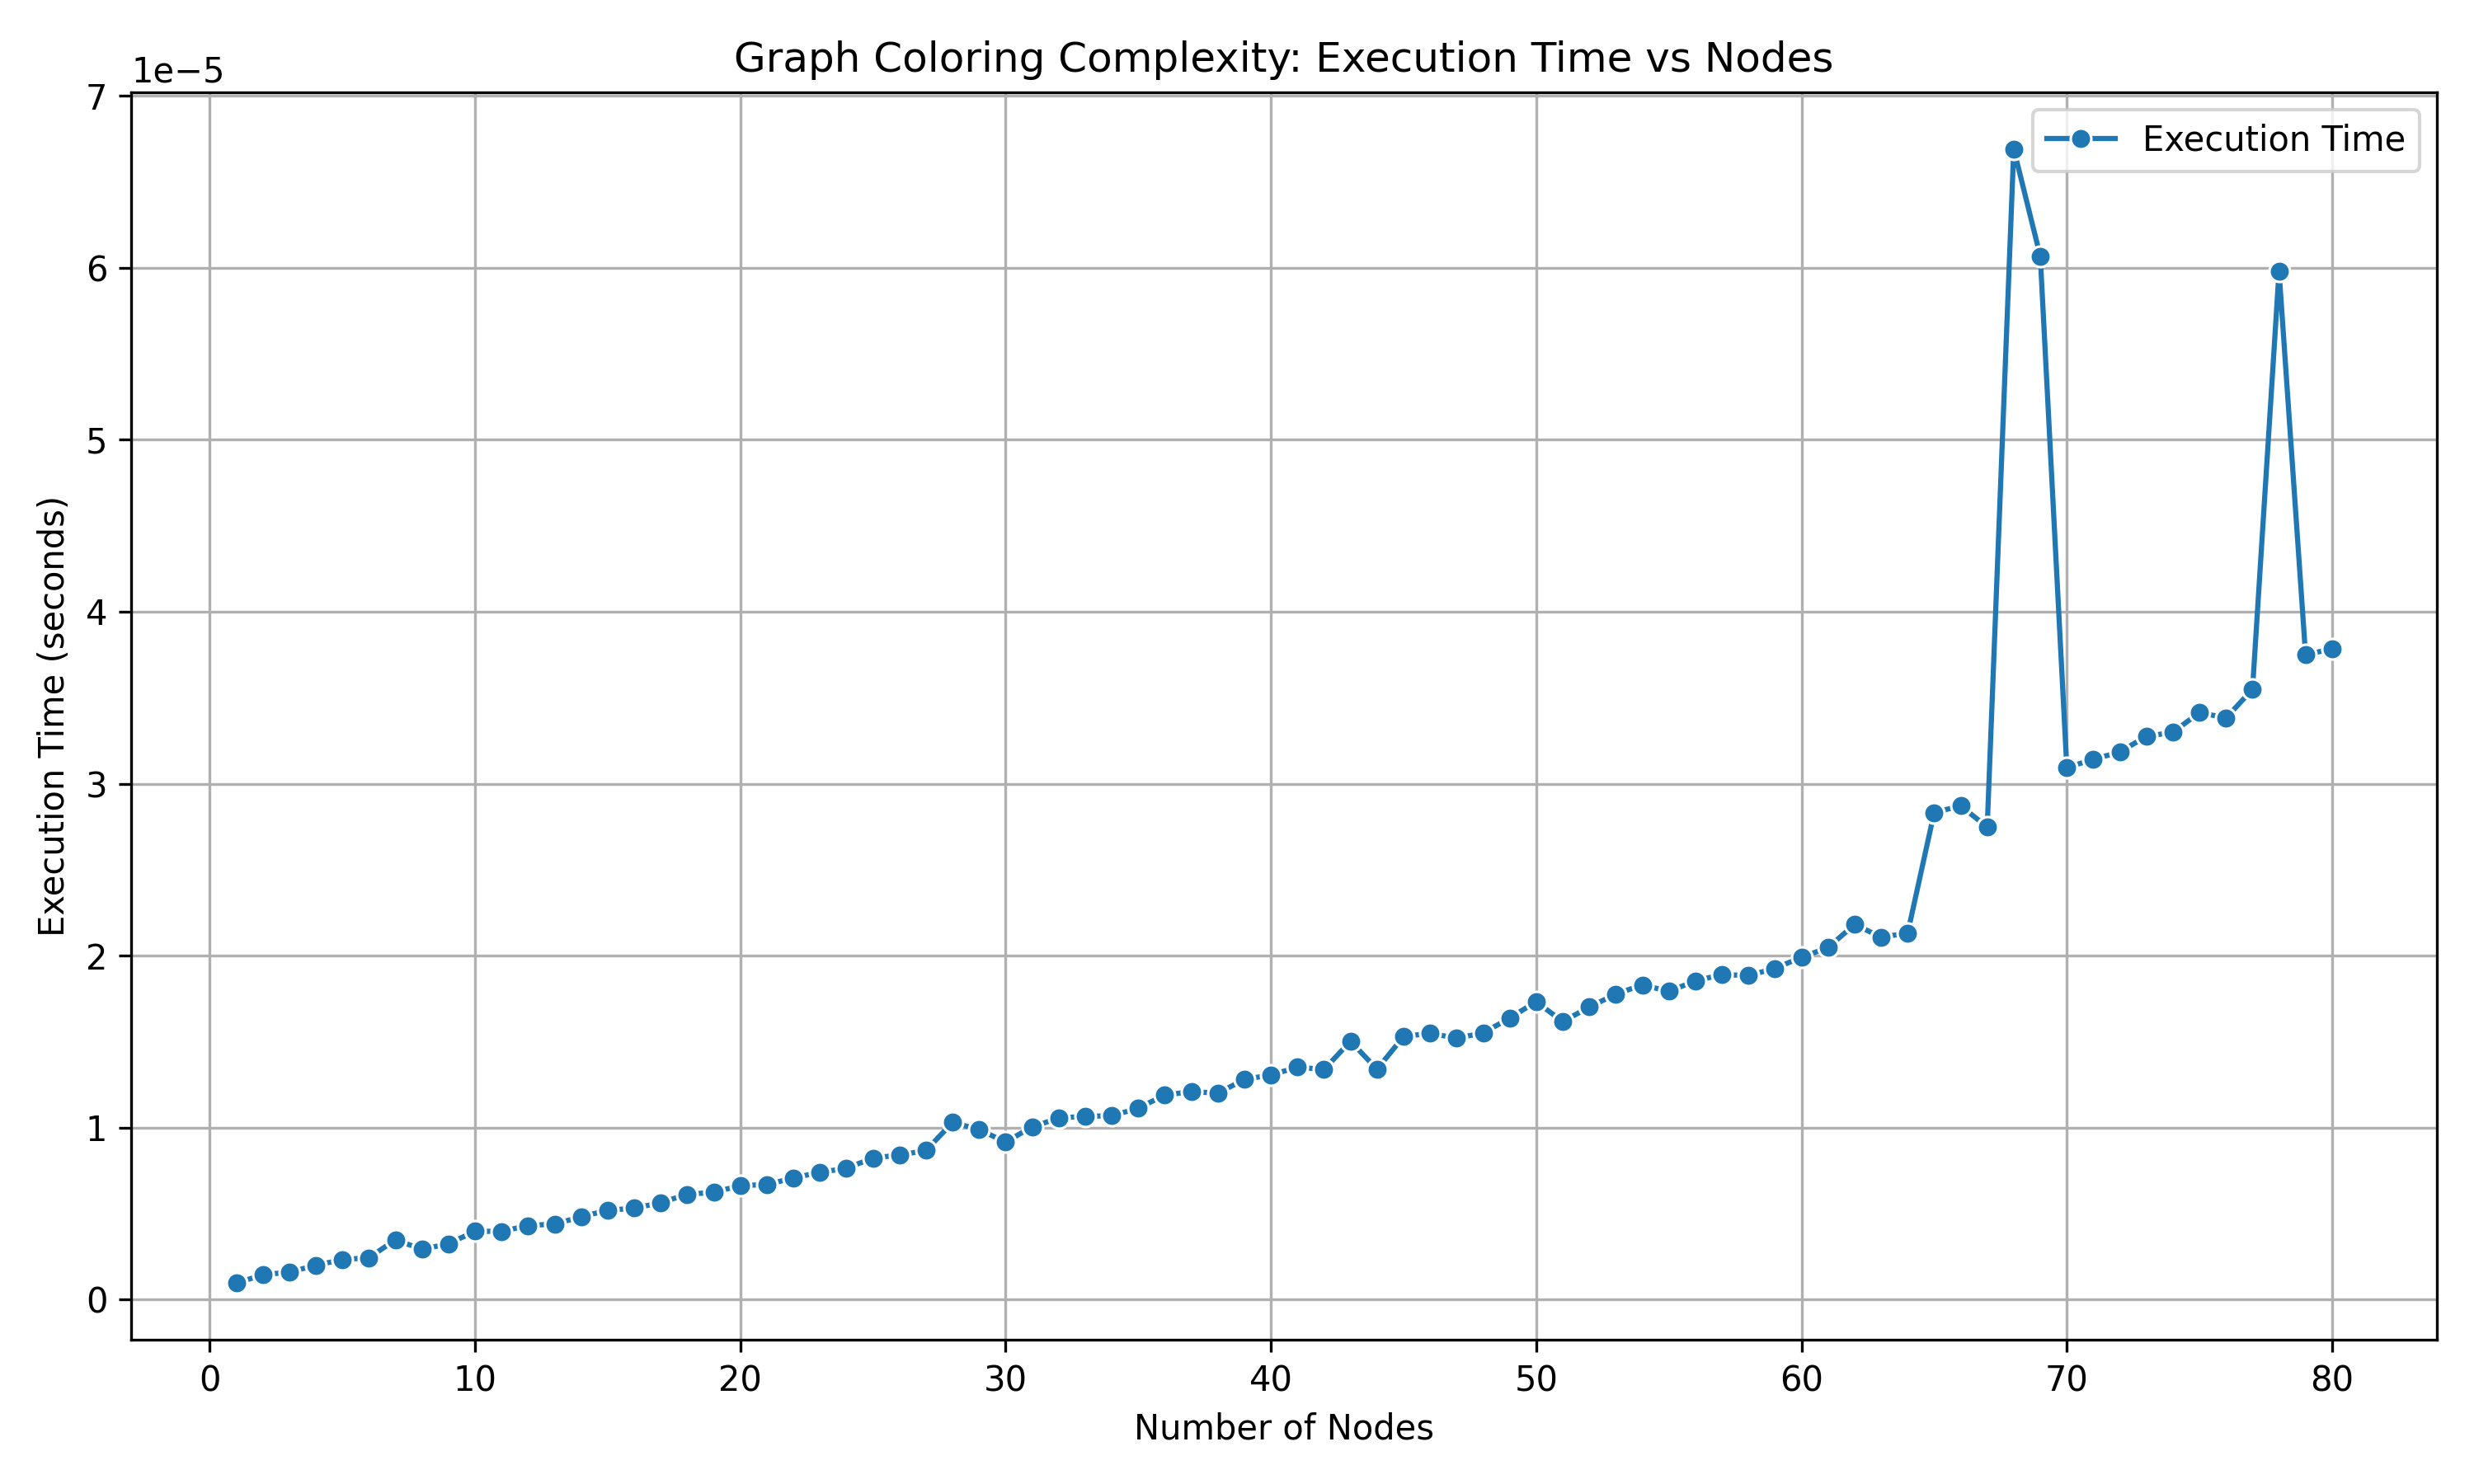 Graph Coloring Complexity: Execution Time vs Nodes
1e−5
7
6
5
4
3
2
1
0
Execution Time (seconds)
Execution Time
0 10 20 30 40 50 60 70 80
Number of Nodes